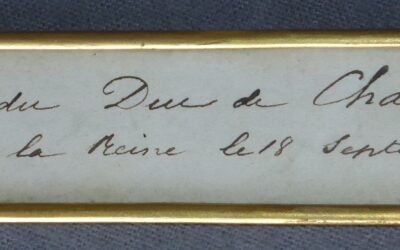 du Duc de Cha
la Reine le 18 Septe